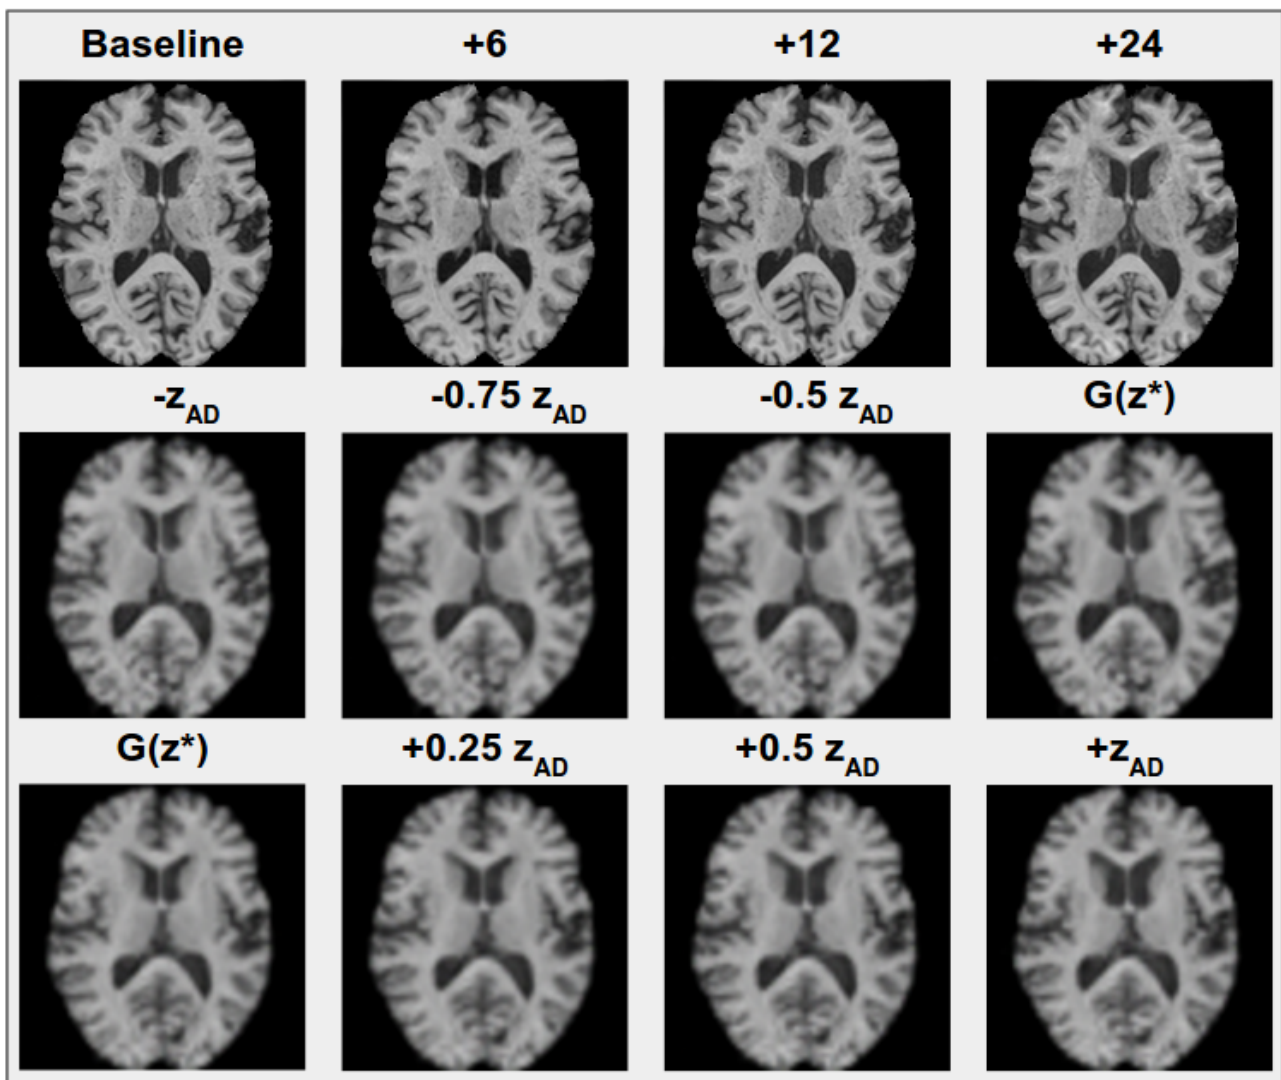 Baseline +6 +12 +24
-zAD -0.75 zAD -0.5 zAD G(z*)
G(z*) +0.25 zAD +0.5 zAD +zAD